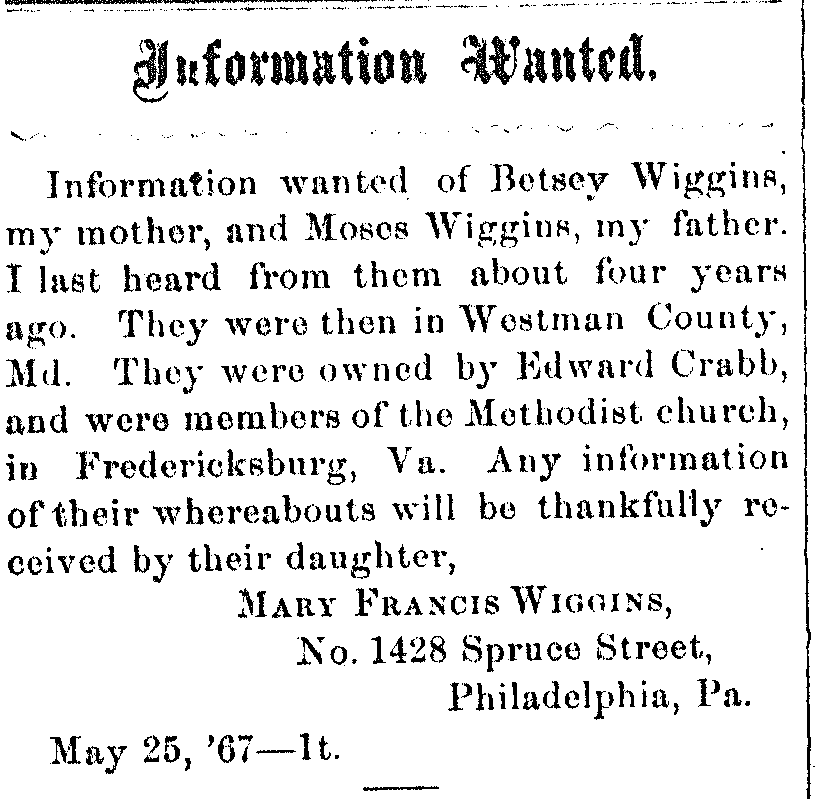 Information Wanted.
Information wanted of Betsey Wiggins,
my mother, and Moses Wiggins, my father.
I last heard from them about four years
ago. They were then in Westman County,
Md. They were owned by Edward Crabb,
and were members of the Methodist church,
in Fredericksburg, Va. Any information
of their whereabouts will be thankfully re-
ceived by their daughter,
MARY FRANCIS WIGGINS,
No. 1428 Spruce Street,
Philadelphia, Pa.
May 25, '67—1t.